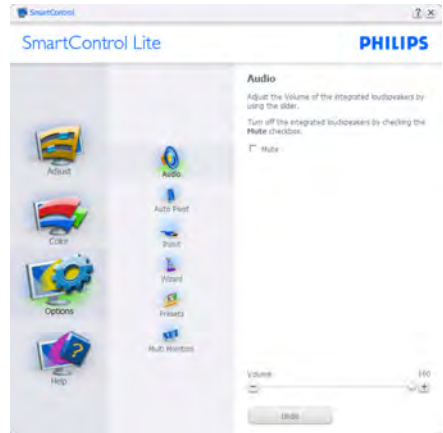 SmartControl
SmartControl Lite
PHILIPS
Adjust
Color
Options
Help
Audio
Auto Pivot
Input
Wizard
Presets
Multi Monitors
Audio
Adjust the Volume of the integrated loudspeakers by
using the slider.
Turn off the integrated loudspeakers by checking the
Mute checkbox.
Mute
Volume
100
Undo